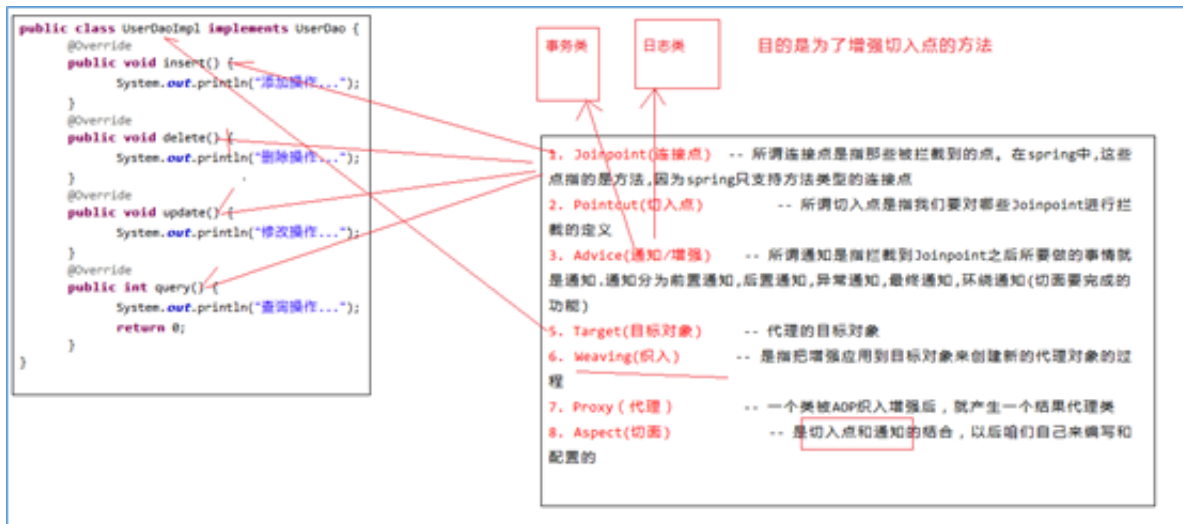 public class UserDaoImpl implements UserDao {
@Override
public void insert() {
System.out.println("添加操作...");
}
@Override
public void delete() {
System.out.println("删除操作...");
}
@Override
public void update() {
System.out.println("修改操作...");
}
@Override
public int query() {
System.out.println("查询操作...");
return 0;
}
}
事务类
日志类
目的是为了增强切入点的方法
1. Joinpoint(连接点) -- 所谓连接点是指那些被拦截到的点。在spring中,这些
点指的是方法,因为spring只支持方法类型的连接点
2. Pointcut(切入点) -- 所谓切入点是指我们要对哪些Joinpoint进行拦
截的定义
3. Advice(通知/增强) -- 所谓通知是指拦截到Joinpoint之后所要做的事情就
是通知.通知分为前置通知,后置通知,异常通知,最终通知,环绕通知(切面要完成的
功能)
5. Target(目标对象) -- 代理的目标对象
6. Weaving(织入) -- 是指把增强应用到目标对象来创建新的代理对象的过
程
7. Proxy（代理） -- 一个类被AOP织入增强后，就产生一个结果代理类
8. Aspect(切面) -- 是切入点和通知的结合，以后咱们自己来编写和
配置的